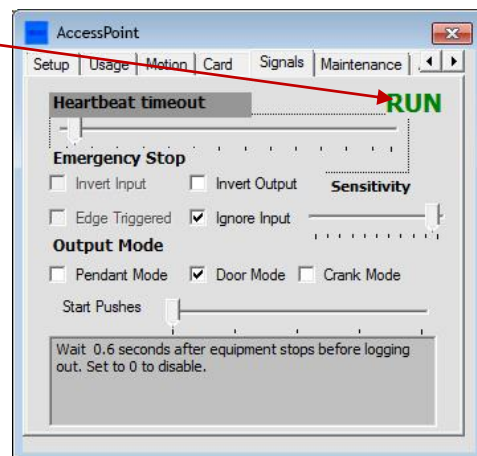 AccessPoint
Setup Usage Motion Card Signals Maintenance
Heartbeat timeout RUN
Emergency Stop
Invert Input Invert Output Sensitivity
Edge Triggered Ignore Input
Output Mode
Pendant Mode Door Mode Crank Mode
Start Pushes
Wait 0.6 seconds after equipment stops before logging
out. Set to 0 to disable.